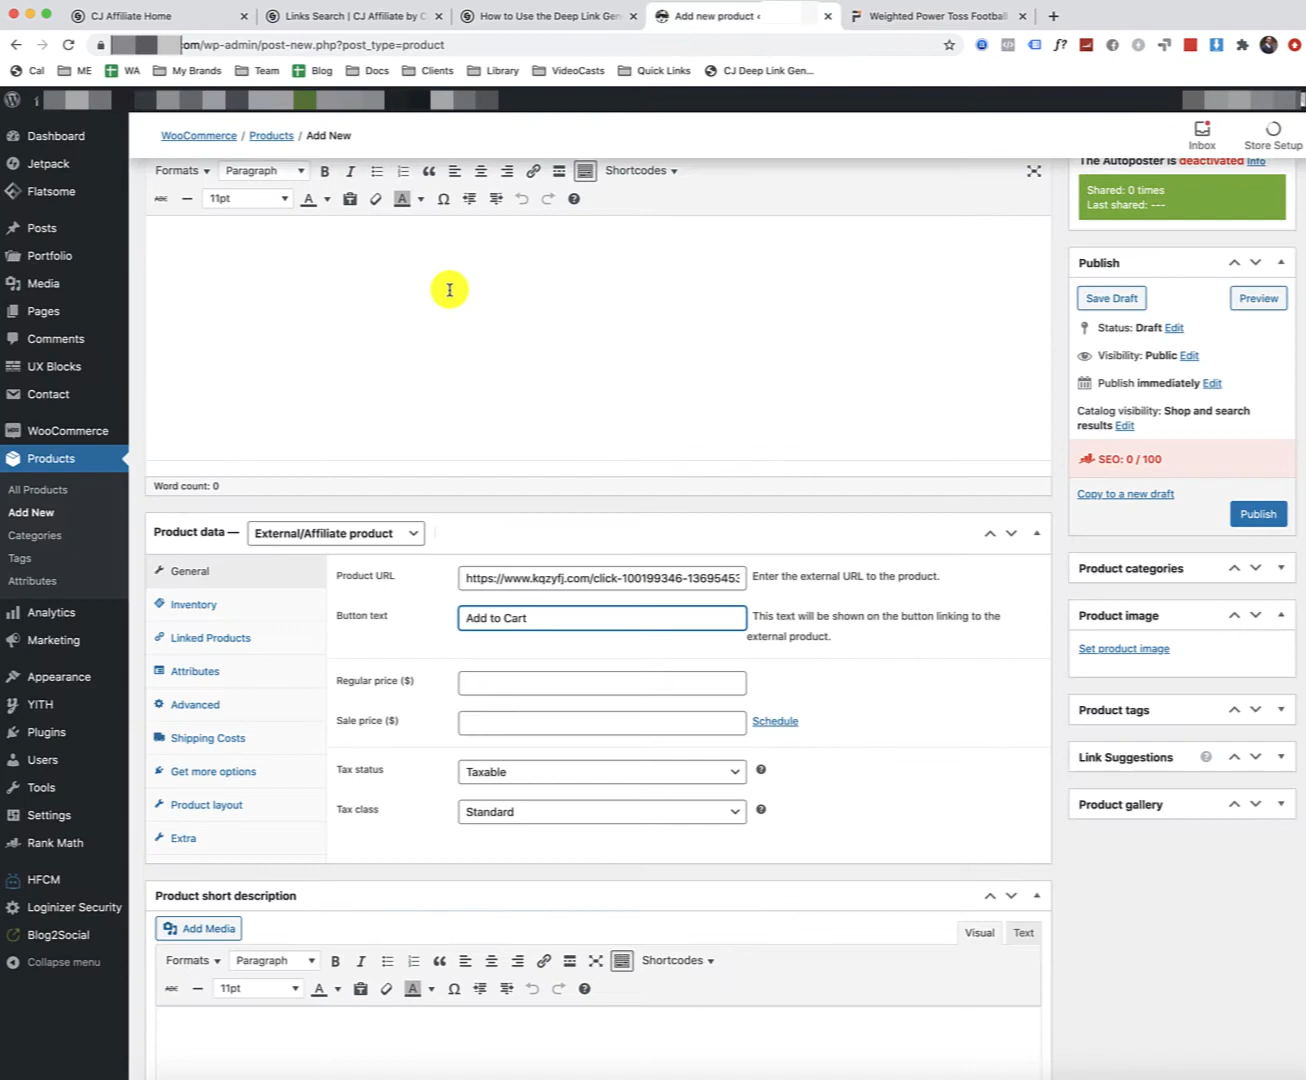 CJ Affiliate Home
Links Search | CJ Affiliate by C
How to Use the Deep Link Gen
Add new product ‹
Weighted Power Toss Football
com/wp-admin/post-new.php?post_type=product
Cal
ME
WA
My Brands
Team
Blog
Docs
Clients
Library
VideoCasts
Quick Links
CJ Deep Link Gen...
Dashboard
Jetpack
Flatsome
Posts
Portfolio
Media
Pages
Comments
UX Blocks
Contact
WooCommerce
Products
All Products
Add New
Categories
Tags
Attributes
Analytics
Marketing
Appearance
YITH
Plugins
Users
Tools
Settings
Rank Math
HFCM
Loginizer Security
Blog2Social
Collapse menu
WooCommerce / Products / Add New
Inbox
Store Setup
Formats
Paragraph
B
I
Shortcodes
ABC
11pt
A
A
Ω
Word count: 0
Product data —
External/Affiliate product
General
Inventory
Linked Products
Attributes
Advanced
Shipping Costs
Get more options
Product layout
Extra
Product URL
https://www.kqzyfj.com/click-100199346-13695453
Enter the external URL to the product.
Button text
Add to Cart
This text will be shown on the button linking to the
external product.
Regular price ($)
Sale price ($)
Schedule
Tax status
Taxable
Tax class
Standard
Product short description
Add Media
Visual
Text
Formats
Paragraph
B
I
Shortcodes
ABC
11pt
A
A
Ω
The Autoposter is deactivated Info
Shared: 0 times
Last shared: ---
Publish
Save Draft
Preview
Status: Draft Edit
Visibility: Public Edit
Publish immediately Edit
Catalog visibility: Shop and search
results Edit
SEO: 0 / 100
Copy to a new draft
Publish
Product categories
Product image
Set product image
Product tags
Link Suggestions
Product gallery